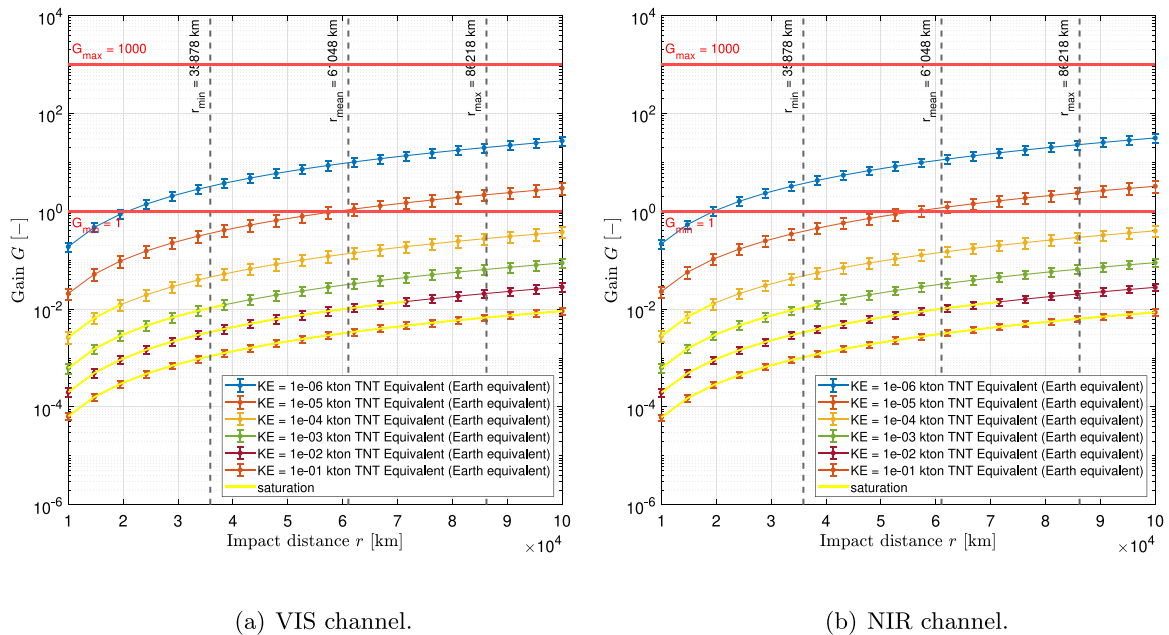 10^4
10^2
10^0
10^-2
10^-4
10^-6
Gain G [−]
G_max = 1000
G_min = 1
r_min = 35878 km
r_mean = 61048 km
r_max = 86218 km
KE = 1e-06 kton TNT Equivalent (Earth equivalent)
KE = 1e-05 kton TNT Equivalent (Earth equivalent)
KE = 1e-04 kton TNT Equivalent (Earth equivalent)
KE = 1e-03 kton TNT Equivalent (Earth equivalent)
KE = 1e-02 kton TNT Equivalent (Earth equivalent)
KE = 1e-01 kton TNT Equivalent (Earth equivalent)
saturation
1 2 3 4 5 6 7 8 9 10
Impact distance r [km]
×10^4
(a) VIS channel.
10^4
10^2
10^0
10^-2
10^-4
10^-6
Gain G [−]
G_max = 1000
G_min = 1
r_min = 35878 km
r_mean = 61048 km
r_max = 86218 km
KE = 1e-06 kton TNT Equivalent (Earth equivalent)
KE = 1e-05 kton TNT Equivalent (Earth equivalent)
KE = 1e-04 kton TNT Equivalent (Earth equivalent)
KE = 1e-03 kton TNT Equivalent (Earth equivalent)
KE = 1e-02 kton TNT Equivalent (Earth equivalent)
KE = 1e-01 kton TNT Equivalent (Earth equivalent)
saturation
1 2 3 4 5 6 7 8 9 10
Impact distance r [km]
×10^4
(b) NIR channel.